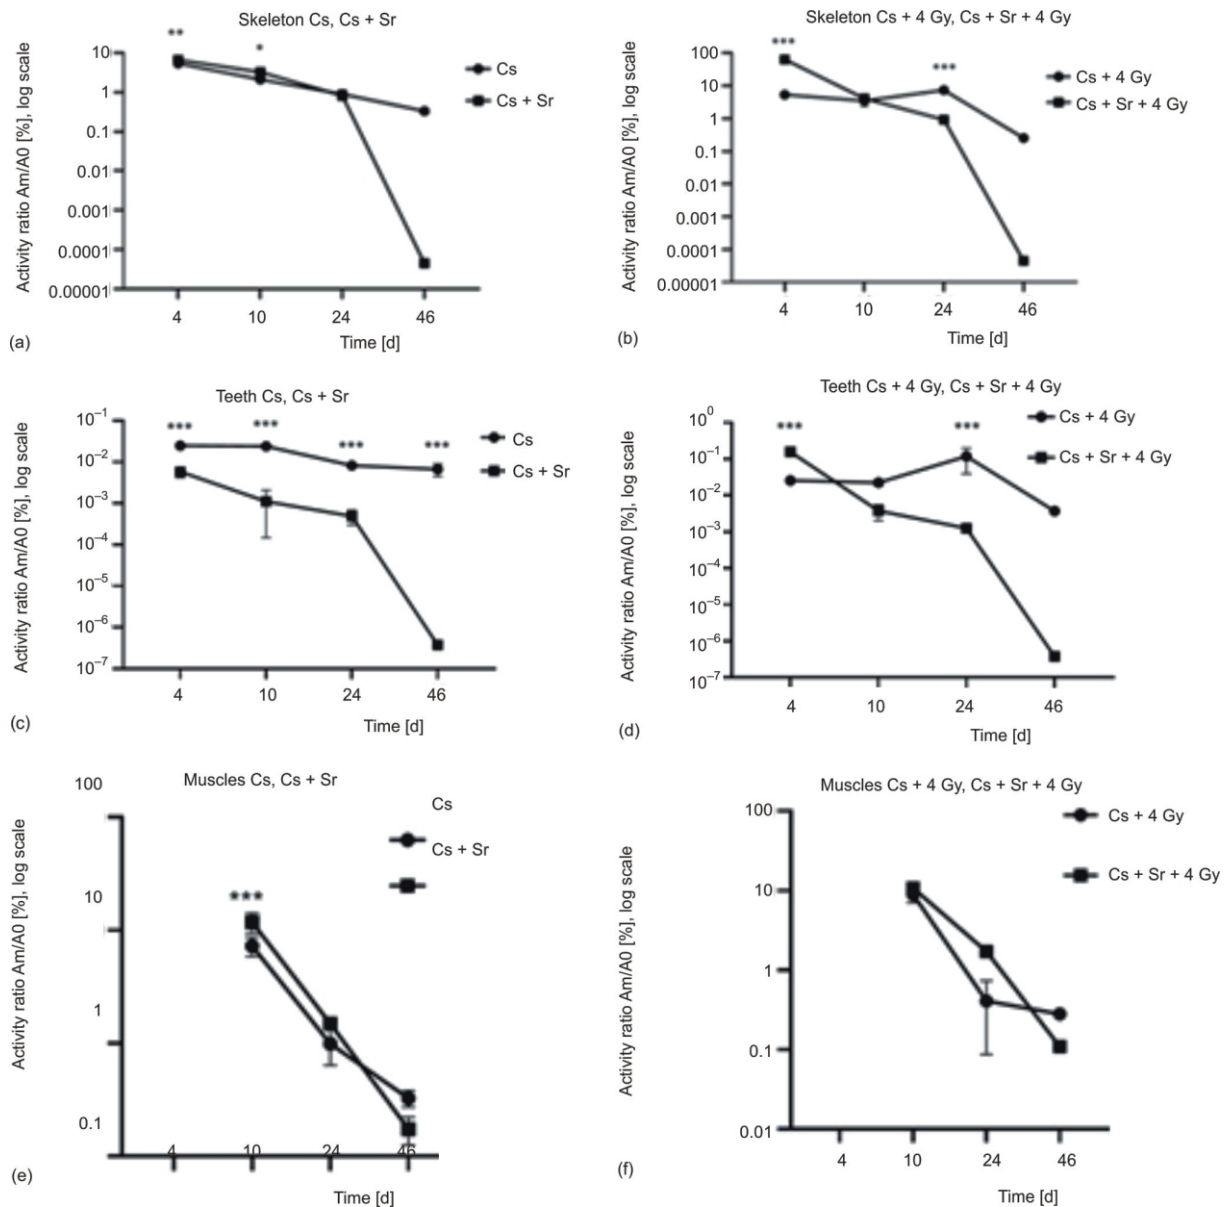 Skeleton Cs, Cs + Sr
Activity ratio Am/A0 [%], log scale
**
*
10
1
0.1
0.01
0.001
0.0001
0.00001
4
10
24
46
Time [d]
Cs
Cs + Sr
(a)
Skeleton Cs + 4 Gy, Cs + Sr + 4 Gy
Activity ratio Am/A0 [%], log scale
***
***
100
10
1
0.1
0.01
0.001
0.0001
0.00001
4
10
24
46
Time [d]
Cs + 4 Gy
Cs + Sr + 4 Gy
(b)
Teeth Cs, Cs + Sr
Activity ratio Am/A0 [%], log scale
***
***
***
***
10⁻¹
10⁻²
10⁻³
10⁻⁴
10⁻⁵
10⁻⁶
10⁻⁷
4
10
24
46
Time [d]
Cs
Cs + Sr
(c)
Teeth Cs + 4 Gy, Cs + Sr + 4 Gy
Activity ratio Am/A0 [%], log scale
***
***
10⁰
10⁻¹
10⁻²
10⁻³
10⁻⁴
10⁻⁵
10⁻⁶
10⁻⁷
4
10
24
46
Time [d]
Cs + 4 Gy
Cs + Sr + 4 Gy
(d)
Muscles Cs, Cs + Sr
Activity ratio Am/A0 [%], log scale
***
100
10
1
0.1
4
10
24
46
Time [d]
Cs
Cs + Sr
(e)
Muscles Cs + 4 Gy, Cs + Sr + 4 Gy
Activity ratio Am/A0 [%], log scale
100
10
1
0.1
0.01
4
10
24
46
Time [d]
Cs + 4 Gy
Cs + Sr + 4 Gy
(f)